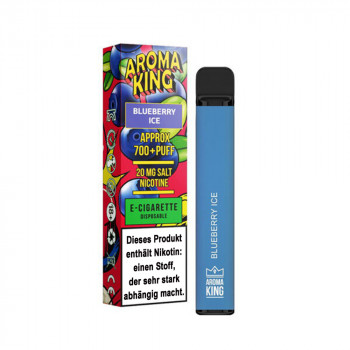 AROMA
KING
BLUEBERRY
ICE
APPROX
700+PUFF
20 MG SALT
NICOTINE
E-CIGARETTE
DISPOSABLE
Dieses Produkt
enthält Nikotin:
einen Stoff,
der sehr stark
abhängig macht.
BLUEBERRY ICE
AROMA
KING